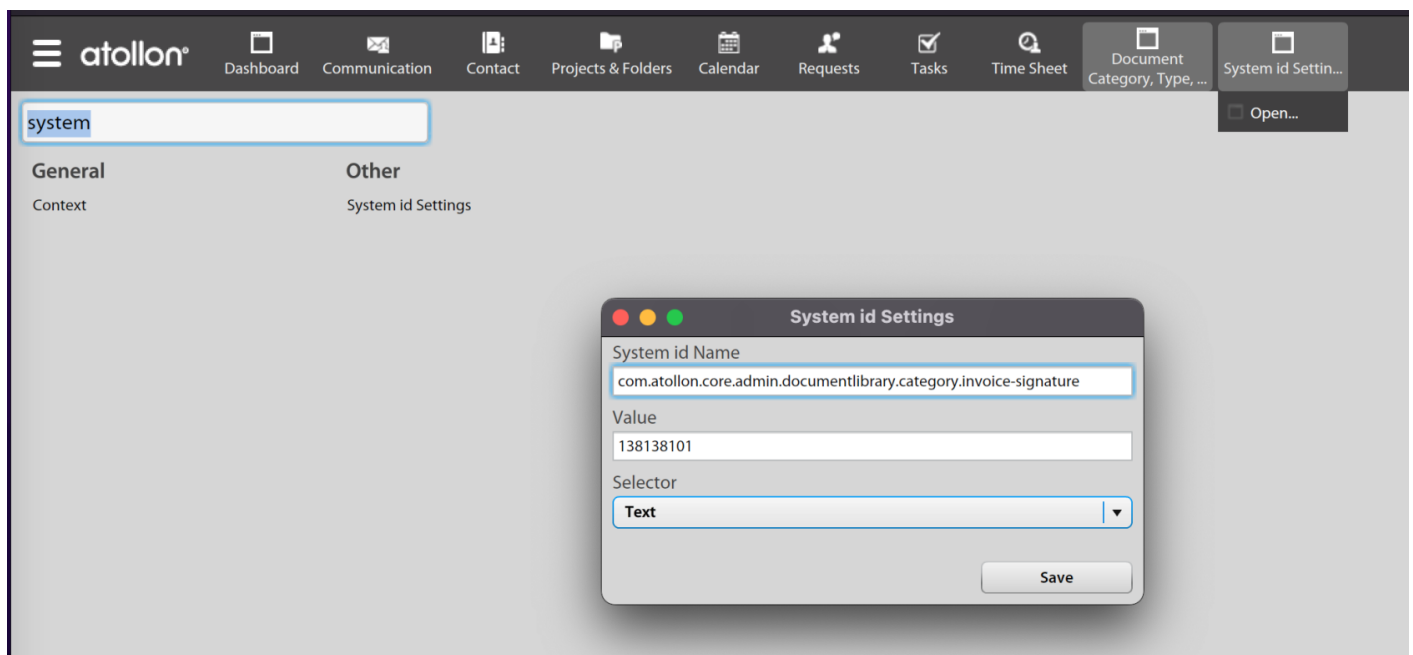 atollon
Dashboard
Communication
Contact
Projects & Folders
Calendar
Requests
Tasks
Time Sheet
Document
Category, Type, ...
System id Settin...
Open...
system
General
Other
Context
System id Settings
System id Settings
System id Name
com.atollon.core.admin.documentlibrary.category.invoice-signature
Value
138138101
Selector
Text
Save